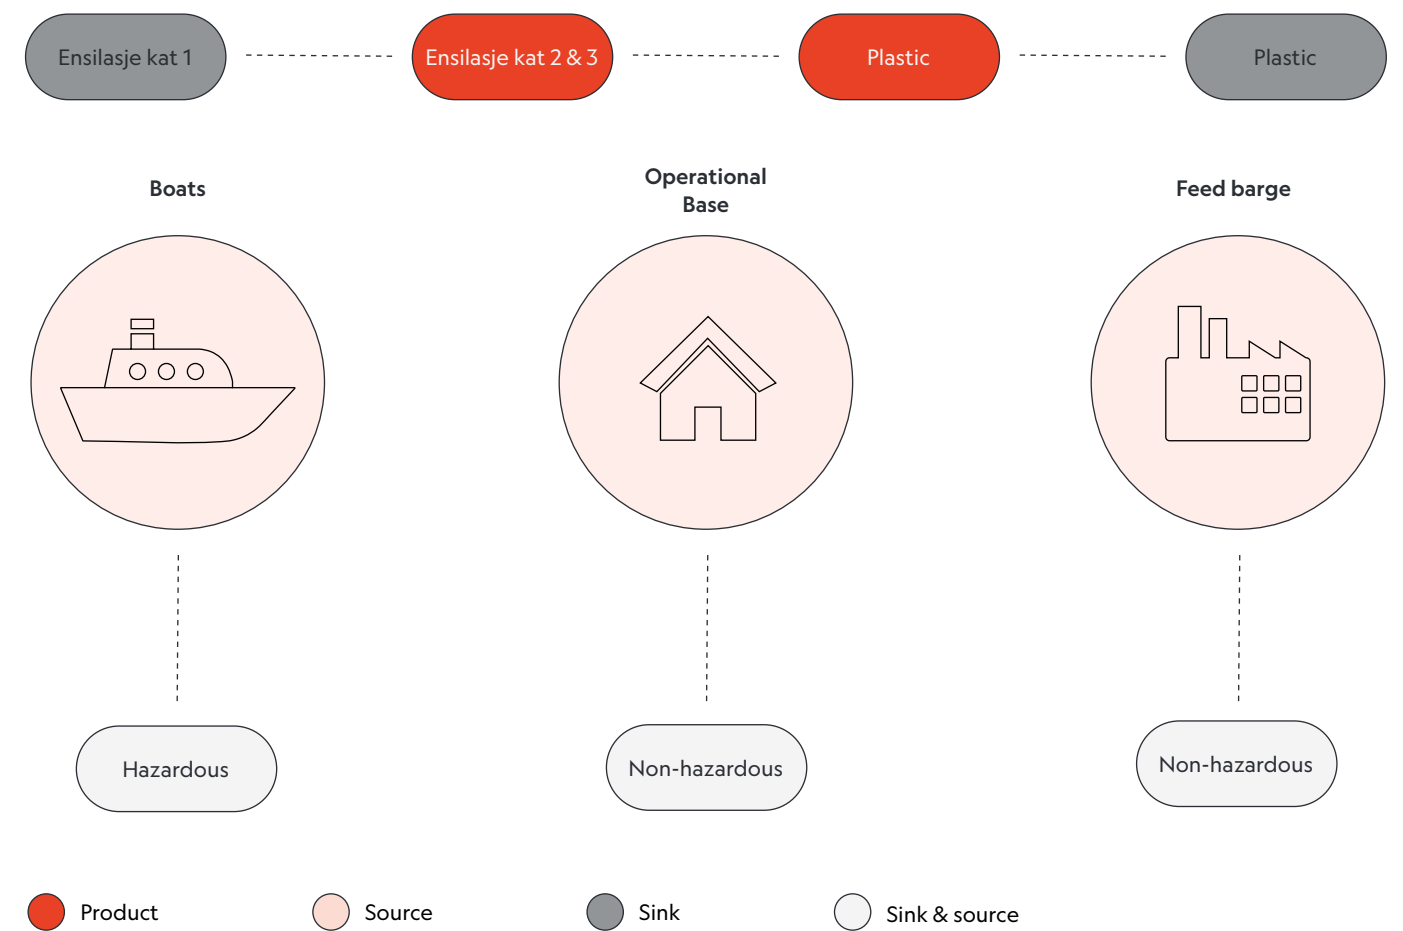 Ensilasje kat 1
Ensilasje kat 2 & 3
Plastic
Plastic
Boats
Operational
Base
Feed barge
Hazardous
Non-hazardous
Non-hazardous
Product
Source
Sink
Sink & source